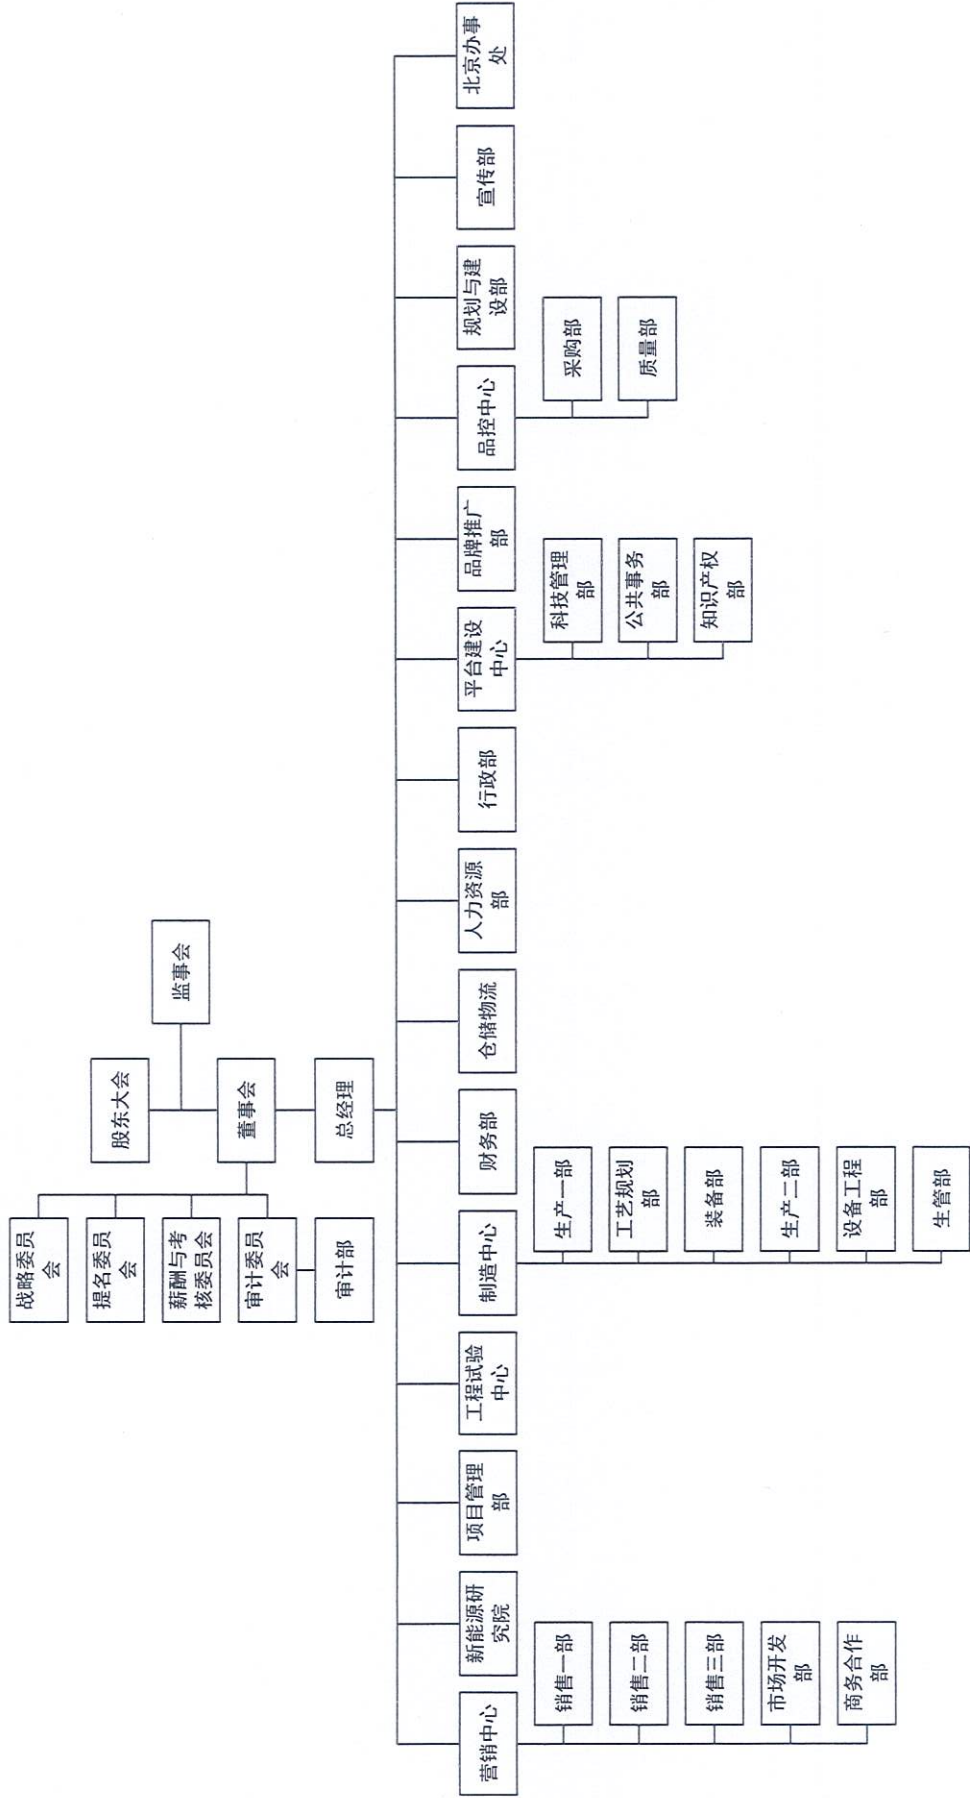 股东大会
监事会
董事会
总经理
战略委员
会
提名委员
会
薪酬与考
核委员会
审计委员
会
审计部
营销中心
新能源研
究院
项目管理
部
工程试验
中心
制造中心
财务部
仓储物流
人力资源
部
行政部
平台建设
中心
品牌推广
部
品控中心
规划与建
设部
宣传部
北京办事
处
销售一部
销售二部
销售三部
市场开发
部
商务合作
部
生产一部
工艺规划
部
装备部
生产二部
设备工程
部
生管部
科技管理
部
公共事务
部
知识产权
部
采购部
质量部